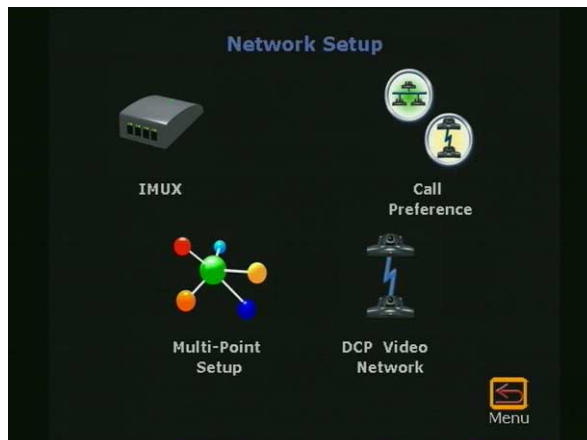 Network Setup
IMUX
Call
Preference
Multi-Point
Setup
DCP Video
Network
Menu